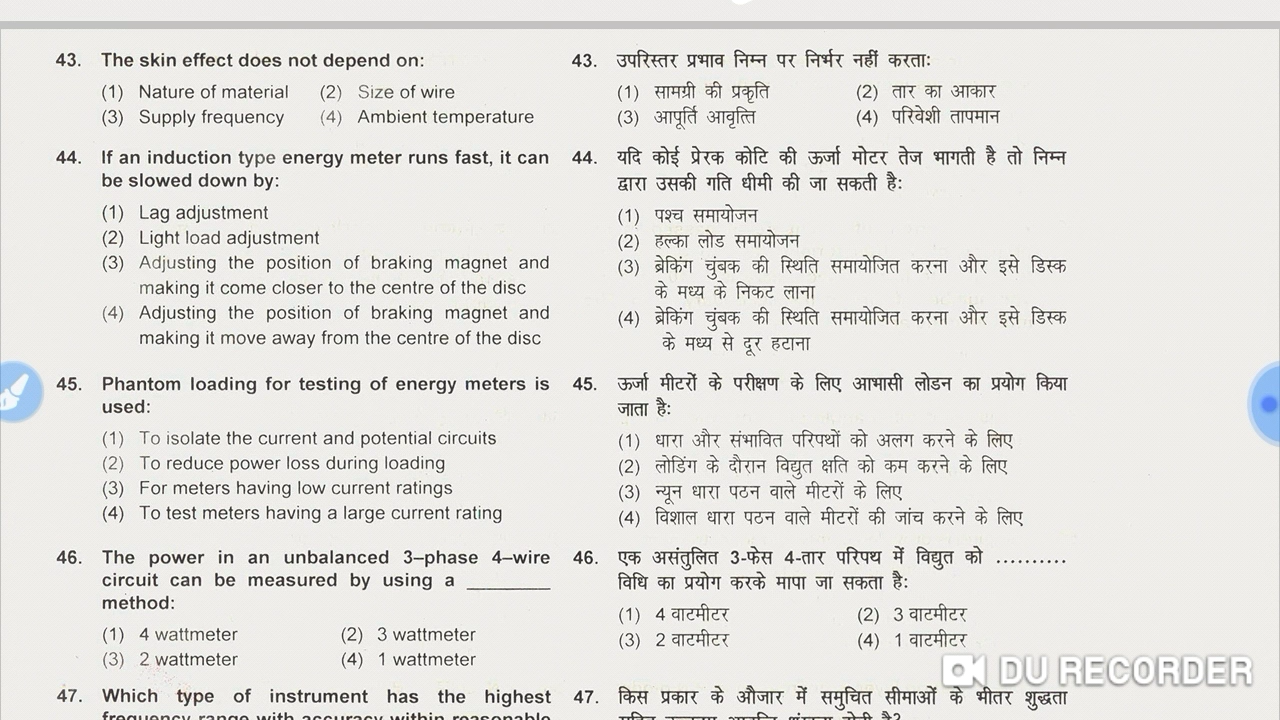 43. The skin effect does not depend on:
(1) Nature of material (2) Size of wire
(3) Supply frequency (4) Ambient temperature
44. If an induction type energy meter runs fast, it can
be slowed down by:
(1) Lag adjustment
(2) Light load adjustment
(3) Adjusting the position of braking magnet and
making it come closer to the centre of the disc
(4) Adjusting the position of braking magnet and
making it move away from the centre of the disc
45. Phantom loading for testing of energy meters is
used:
(1) To isolate the current and potential circuits
(2) To reduce power loss during loading
(3) For meters having low current ratings
(4) To test meters having a large current rating
46. The power in an unbalanced 3–phase 4–wire
circuit can be measured by using a ________
method:
(1) 4 wattmeter (2) 3 wattmeter
(3) 2 wattmeter (4) 1 wattmeter
47. Which type of instrument has the highest
frequency range with accuracy within reasonable
43. उपरिस्तर प्रभाव निम्न पर निर्भर नहीं करताः
(1) सामग्री की प्रकृति (2) तार का आकार
(3) आपूर्ति आवृत्ति (4) परिवेशी तापमान
44. यदि कोई प्रेरक कोटि की ऊर्जा मोटर तेज भागती है तो निम्न
द्वारा उसकी गति धीमी की जा सकती हैः
(1) पश्च समायोजन
(2) हल्का लोड समायोजन
(3) ब्रेकिंग चुंबक की स्थिति समायोजित करना और इसे डिस्क
के मध्य के निकट लाना
(4) ब्रेकिंग चुंबक की स्थिति समायोजित करना और इसे डिस्क
के मध्य से दूर हटाना
45. ऊर्जा मीटरों के परीक्षण के लिए आभासी लोडन का प्रयोग किया
जाता हैः
(1) धारा और संभावित परिपथों को अलग करने के लिए
(2) लोडिंग के दौरान विद्युत क्षति को कम करने के लिए
(3) न्यून धारा पठन वाले मीटरों के लिए
(4) विशाल धारा पठन वाले मीटरों की जांच करने के लिए
46. एक असंतुलित 3-फेस 4-तार परिपथ में विद्युत को ..........
विधि का प्रयोग करके मापा जा सकता हैः
(1) 4 वाटमीटर (2) 3 वाटमीटर
(3) 2 वाटमीटर (4) 1 वाटमीटर
47. किस प्रकार के औजार में समुचित सीमाओं के भीतर शुद्धता
DU RECORDER